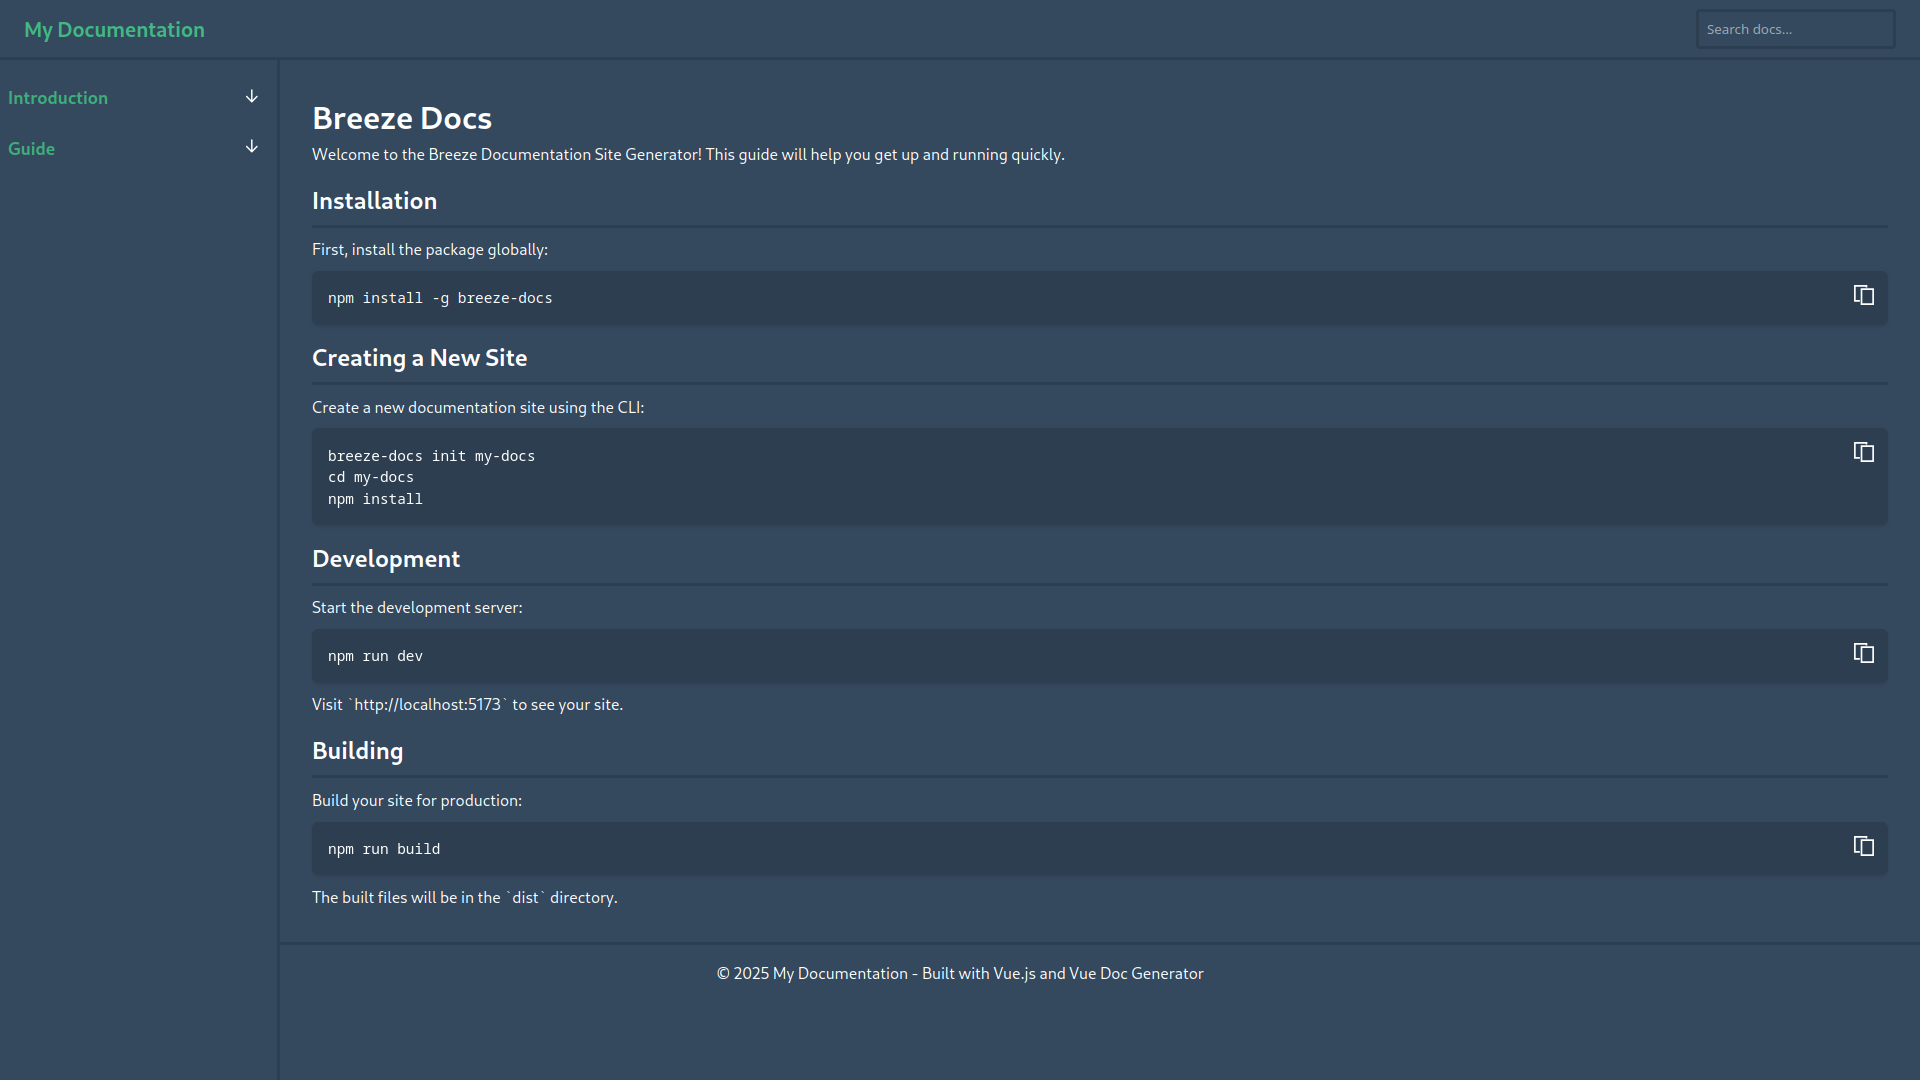 My Documentation
Search docs...
Introduction
Guide
Breeze Docs
Welcome to the Breeze Documentation Site Generator! This guide will help you get up and running quickly.
Installation
First, install the package globally:
npm install -g breeze-docs
Creating a New Site
Create a new documentation site using the CLI:
breeze-docs init my-docs
cd my-docs
npm install
Development
Start the development server:
npm run dev
Visit `http://localhost:5173` to see your site.
Building
Build your site for production:
npm run build
The built files will be in the `dist` directory.
© 2025 My Documentation - Built with Vue.js and Vue Doc Generator